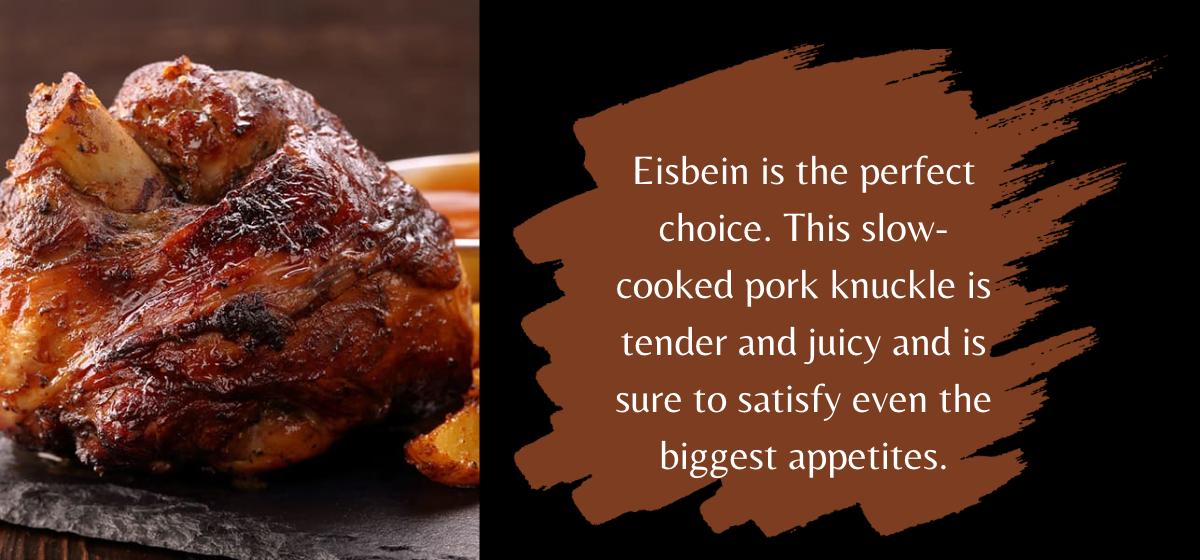 Eisbein is the perfect
choice. This slow-
cooked pork knuckle is
tender and juicy and is
sure to satisfy even the
biggest appetites.